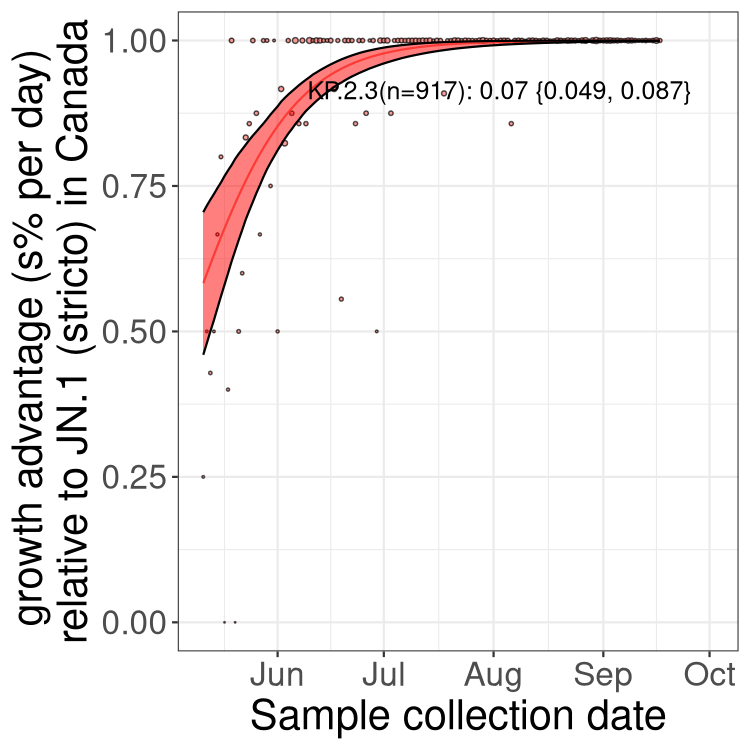 growth advantage (s% per day)
relative to JN.1 (stricto) in Canada
1.00
0.75
0.50
0.25
0.00
KP.2.3(n=917): 0.07 {0.049, 0.087}
Jun
Jul
Aug
Sep
Oct
Sample collection date